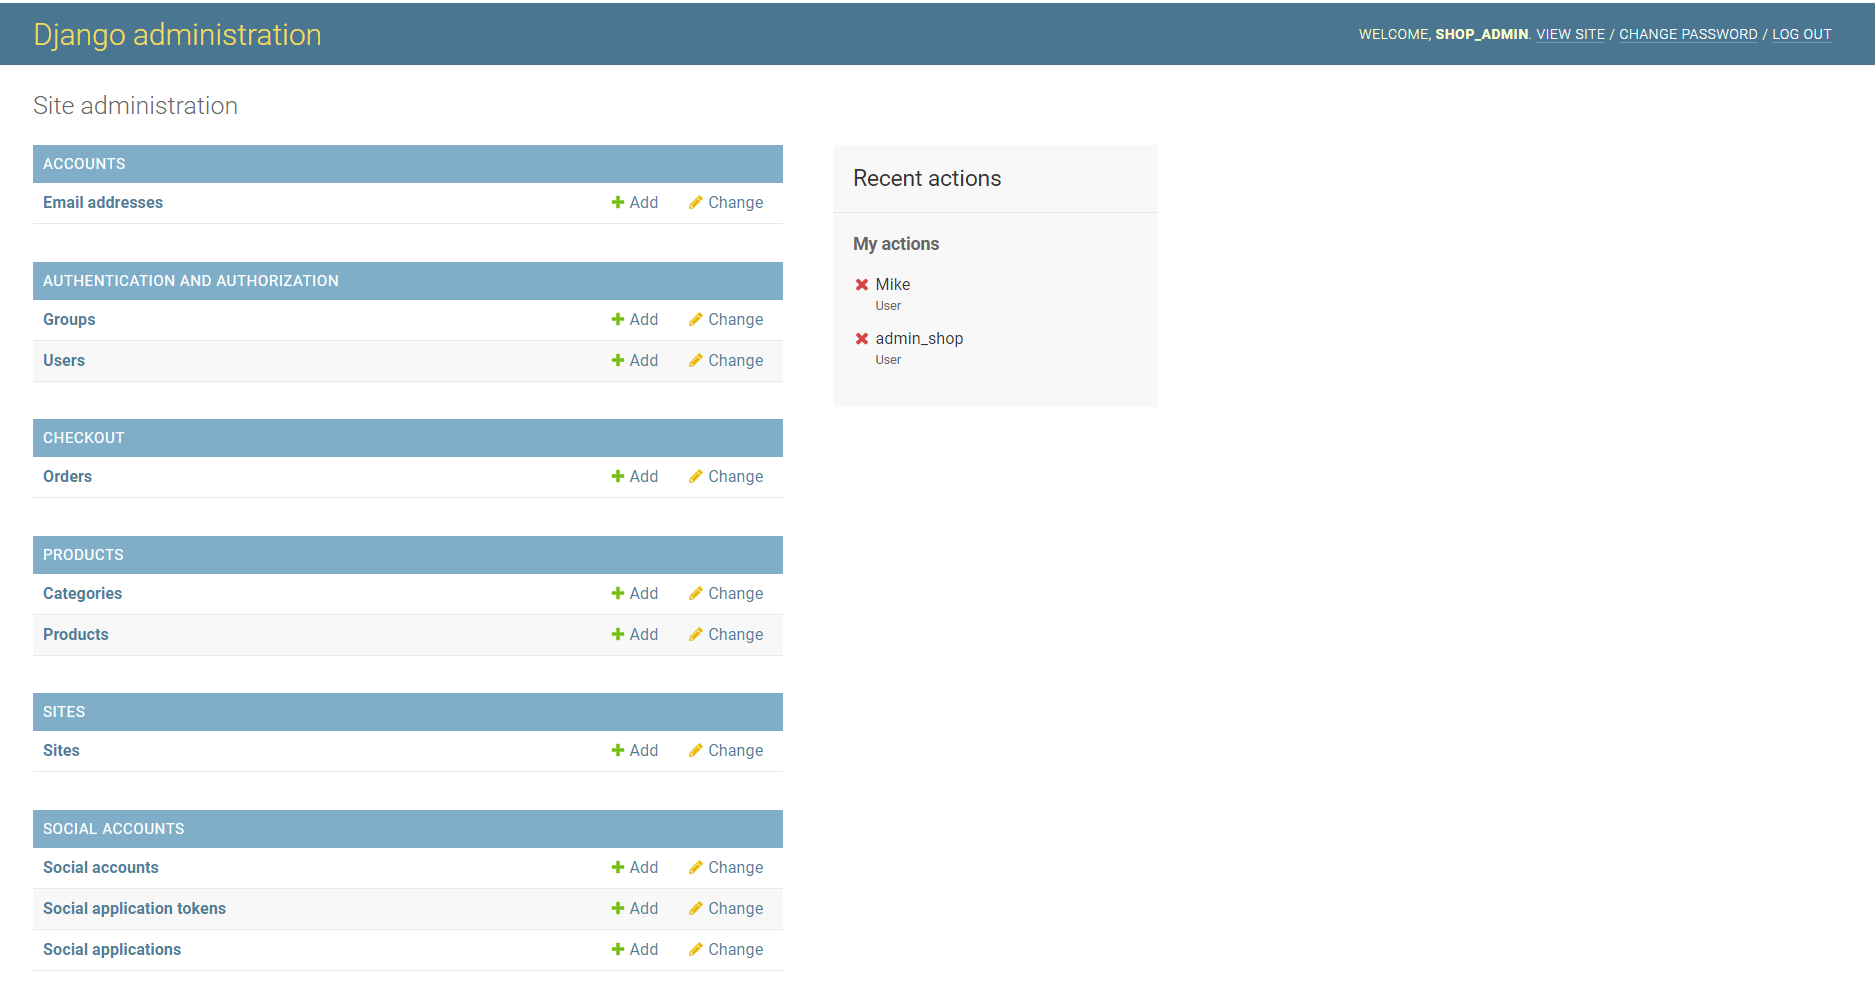 Django administration
WELCOME, SHOP_ADMIN. VIEW SITE / CHANGE PASSWORD / LOG OUT
Site administration
ACCOUNTS
Email addresses Add Change
AUTHENTICATION AND AUTHORIZATION
Groups Add Change
Users Add Change
CHECKOUT
Orders Add Change
PRODUCTS
Categories Add Change
Products Add Change
SITES
Sites Add Change
SOCIAL ACCOUNTS
Social accounts Add Change
Social application tokens Add Change
Social applications Add Change
Recent actions
My actions
Mike
User
admin_shop
User